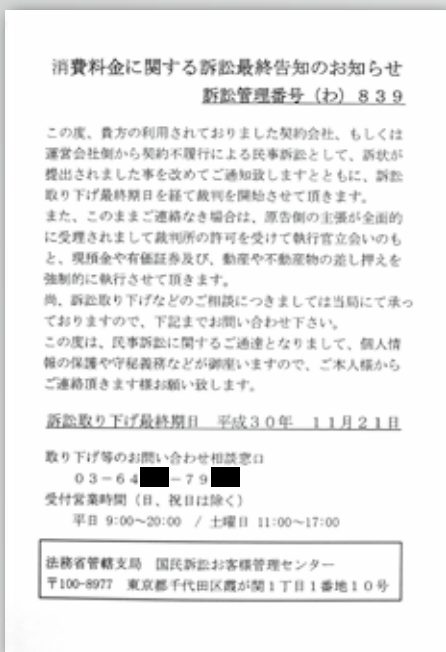 消費料金に関する訴訟最終告知のお知らせ
訴訟管理番号（わ）８３９
この度、貴方の利用されておりました契約会社、もしくは
運営会社側から契約不履行による民事訴訟として、訴状が
提出されました事を改めてご通知致しますとともに、訴訟
取り下げ最終期日を経て裁判を開始させて頂きます。
また、このままご連絡なき場合は、原告側の主張が全面的
に受理されまして裁判所の許可を受けて執行官立会いのも
と、現預金や有価証券及び、動産や不動産物の差し押えを
強制的に執行させて頂きます。
尚、訴訟取り下げなどのご相談につきましては当局にて承っ
ておりますので、下記までお問い合わせ下さい。
この度は、民事訴訟に関するご通達となりまして、個人情
報の保護や守秘義務などが御座いますので、ご本人様から
ご連絡頂きます様お願い致します。
訴訟取り下げ最終期日　平成３０年　１１月２１日
取り下げ等のお問い合わせ相談窓口
０３－６４　－７９
受付営業時間（日、祝日は除く）
平日 9:00～20:00 / 土曜日 11:00～17:00
法務省管轄支局　国民訴訟お客様管理センター
〒100-8977　東京都千代田区霞が関１丁目１番地１０号